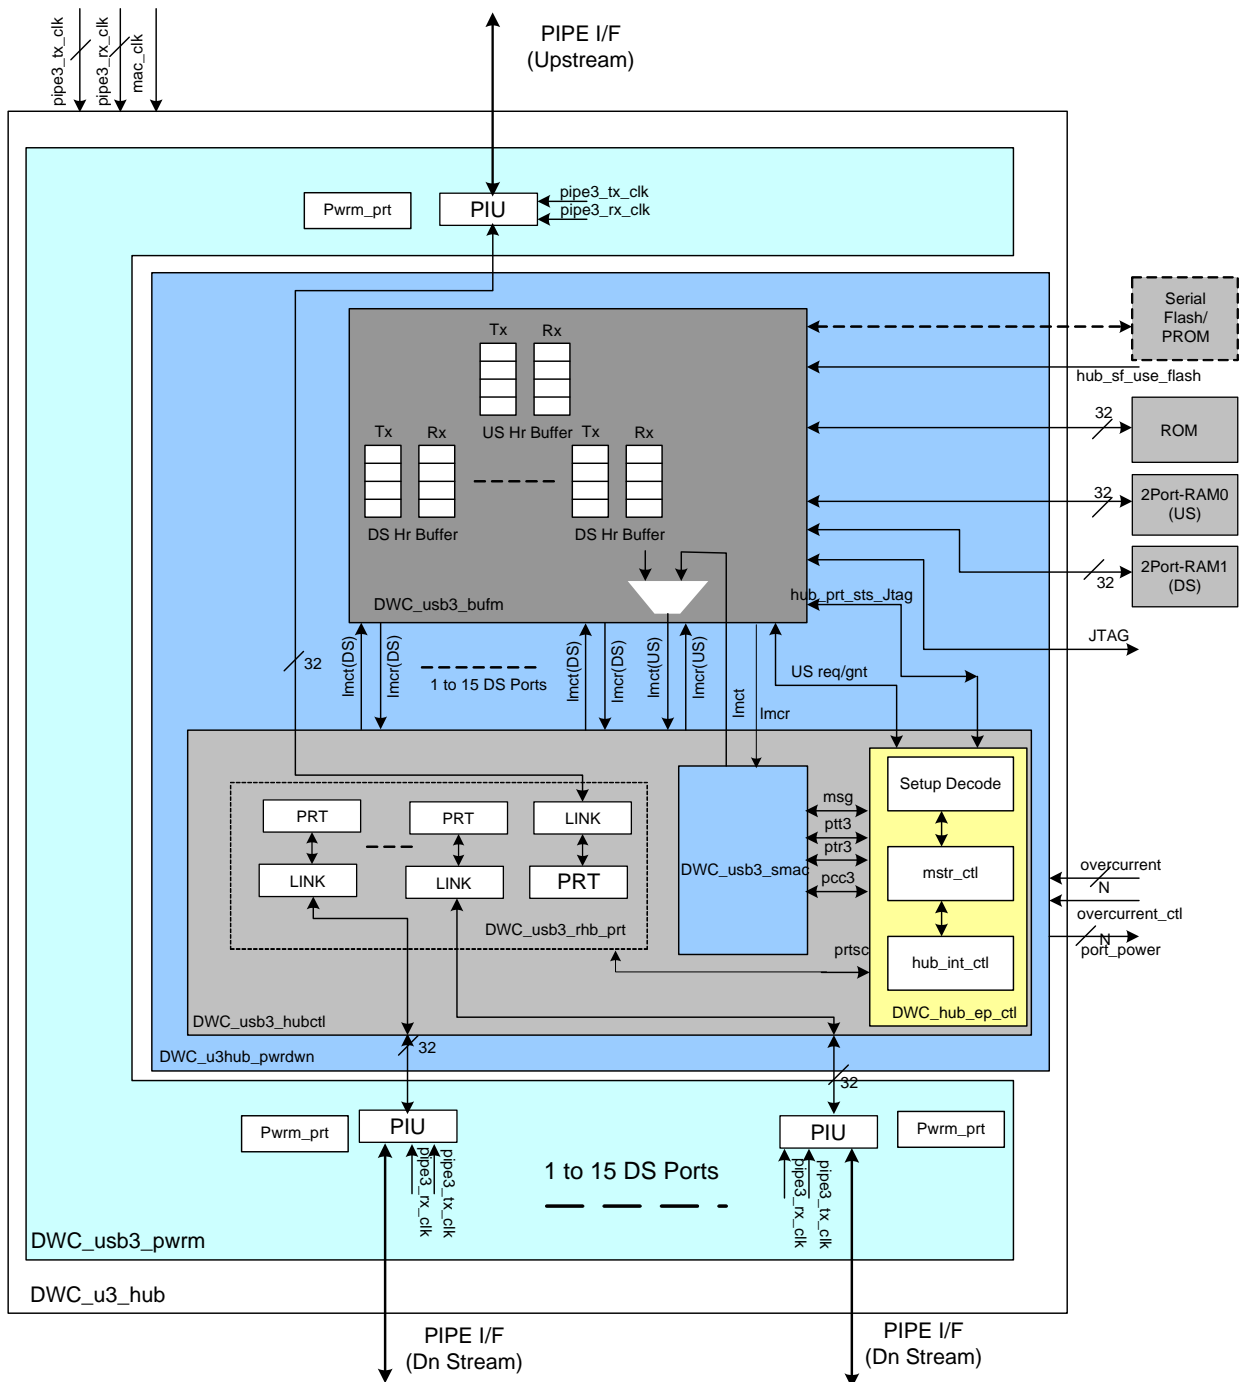 pipe3_tx_clk
pipe3_rx_clk
mac_clk
PIPE I/F
(Upstream)
Pwrm_prt
PIU
pipe3_tx_clk
pipe3_rx_clk
Serial
Flash/
PROM
hub_sf_use_flash
Tx
Rx
US Hr Buffer
Tx
Rx
Tx
Rx
DS Hr Buffer
DS Hr Buffer
32
ROM
32
2Port-RAM0
(US)
32
2Port-RAM1
(DS)
DWC_usb3_bufm
hub_prt_sts_Jtag
JTAG
32
lmct(DS)
lmcr(DS)
1 to 15 DS Ports
lmct(DS)
lmcr(DS)
lmct(US)
lmcr(US)
lmct
lmcr
US req/gnt
PRT
PRT
LINK
LINK
LINK
PRT
DWC_usb3_rhb_prt
DWC_usb3_smac
msg
ptt3
ptr3
pcc3
prtsc
Setup Decode
mstr_ctl
hub_int_ctl
DWC_hub_ep_ctl
overcurrent
N
overcurrent_ctl
N
port_power
DWC_usb3_hubctl
DWC_u3hub_pwrdwn
32
32
Pwrm_prt
PIU
pipe3_rx_clk
pipe3_tx_clk
1 to 15 DS Ports
PIU
Pwrm_prt
pipe3_rx_clk
pipe3_tx_clk
DWC_usb3_pwrm
DWC_u3_hub
PIPE I/F
(Dn Stream)
PIPE I/F
(Dn Stream)